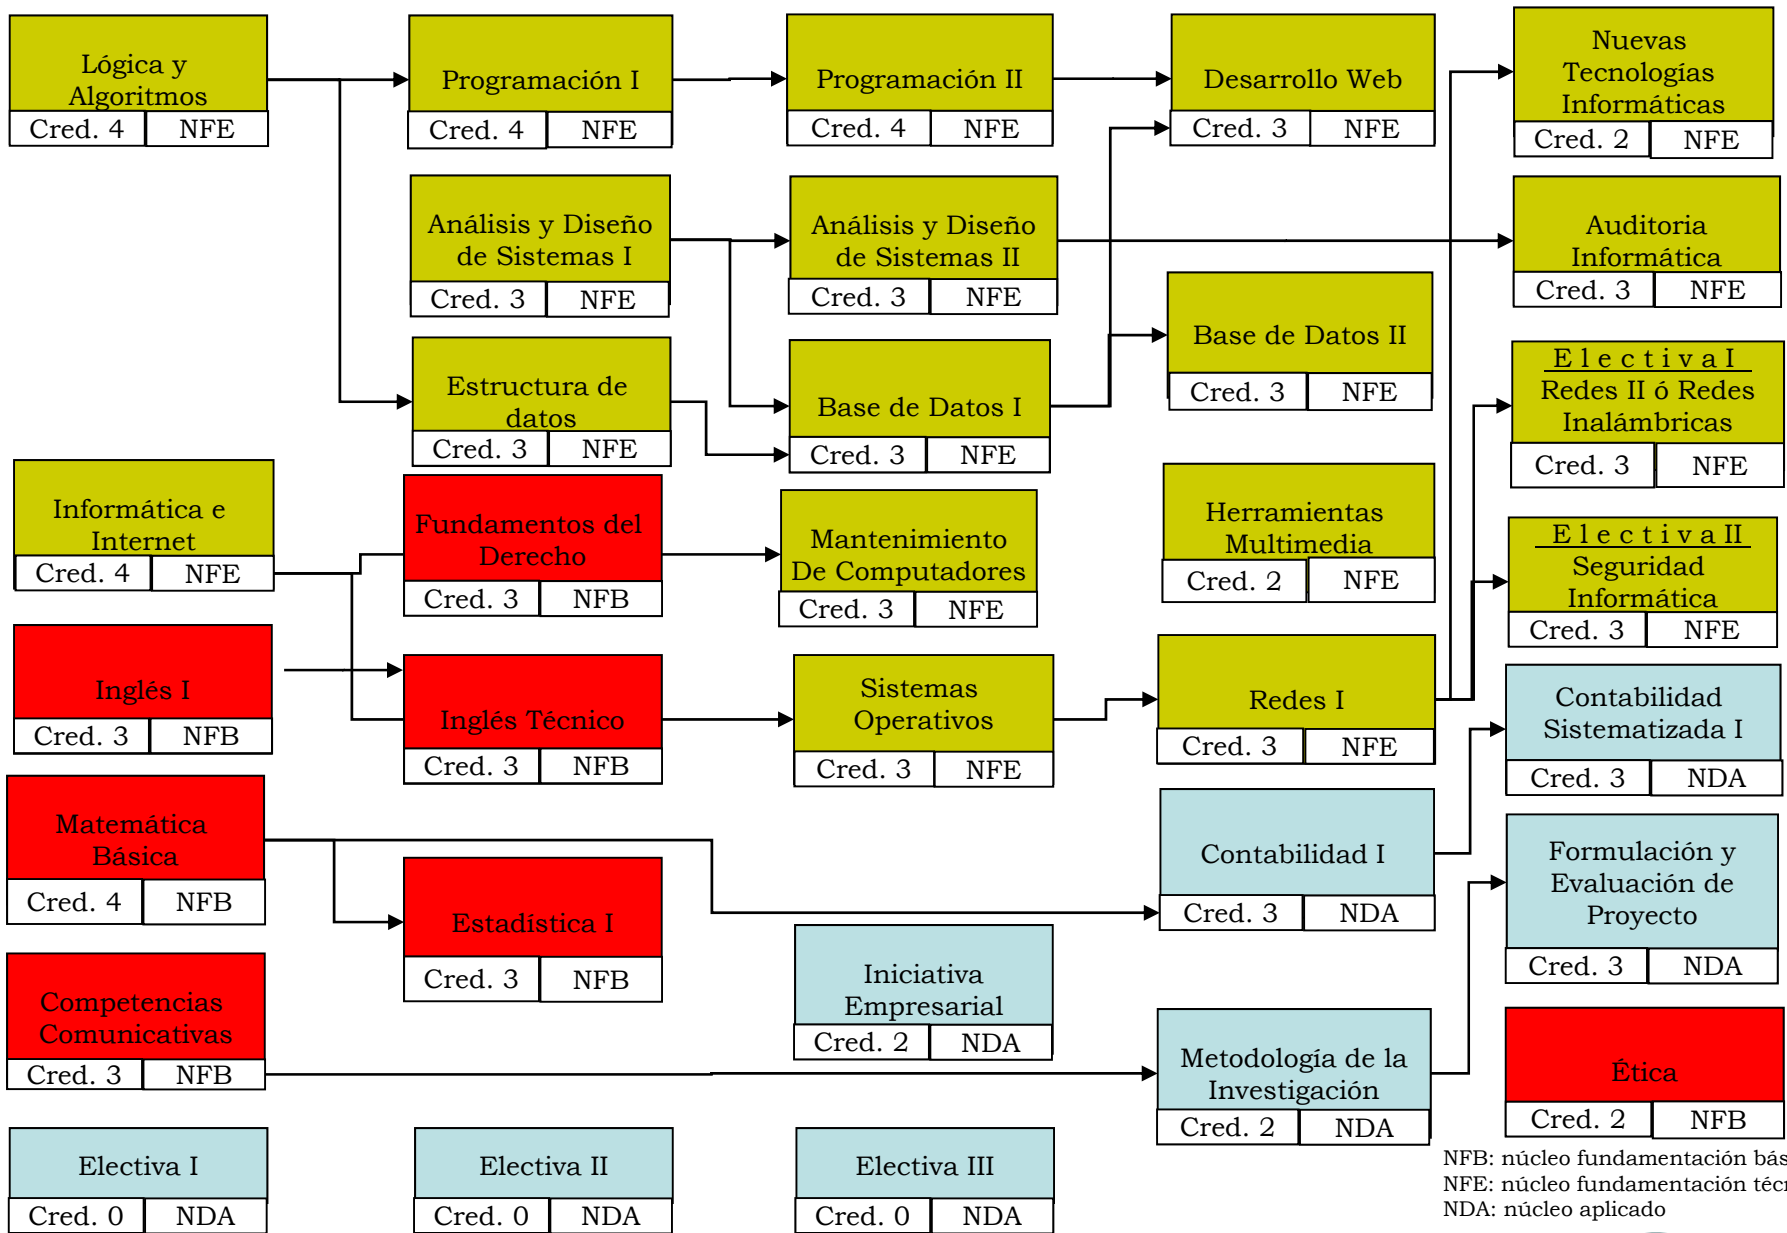 Lógica y
Algoritmos
Cred. 4 NFE
Programación I
Cred. 4 NFE
Programación II
Cred. 4 NFE
Desarrollo Web
Cred. 3 NFE
Nuevas
Tecnologías
Informáticas
Cred. 2 NFE
Análisis y Diseño
de Sistemas I
Cred. 3 NFE
Análisis y Diseño
de Sistemas II
Cred. 3 NFE
Auditoria
Informática
Cred. 3 NFE
Estructura de
datos
Cred. 3 NFE
Base de Datos I
Cred. 3 NFE
Base de Datos II
Cred. 3 NFE
E l e c t i v a I
Redes II ó Redes
Inalámbricas
Cred. 3 NFE
Informática e
Internet
Cred. 4 NFE
Fundamentos del
Derecho
Cred. 3 NFB
Mantenimiento
De Computadores
Cred. 3 NFE
Herramientas
Multimedia
Cred. 2 NFE
E l e c t i v a II
Seguridad
Informática
Cred. 3 NFE
Inglés I
Cred. 3 NFB
Inglés Técnico
Cred. 3 NFB
Sistemas
Operativos
Cred. 3 NFE
Redes I
Cred. 3 NFE
Contabilidad
Sistematizada I
Cred. 3 NDA
Matemática
Básica
Cred. 4 NFB
Estadística I
Cred. 3 NFB
Contabilidad I
Cred. 3 NDA
Formulación y
Evaluación de
Proyecto
Cred. 3 NDA
Competencias
Comunicativas
Cred. 3 NFB
Iniciativa
Empresarial
Cred. 2 NDA
Metodología de la
Investigación
Cred. 2 NDA
Ética
Cred. 2 NFB
Electiva I
Cred. 0 NDA
Electiva II
Cred. 0 NDA
Electiva III
Cred. 0 NDA
NFB: núcleo fundamentación
NFE: núcleo fundamentación
NDA: núcleo aplicado